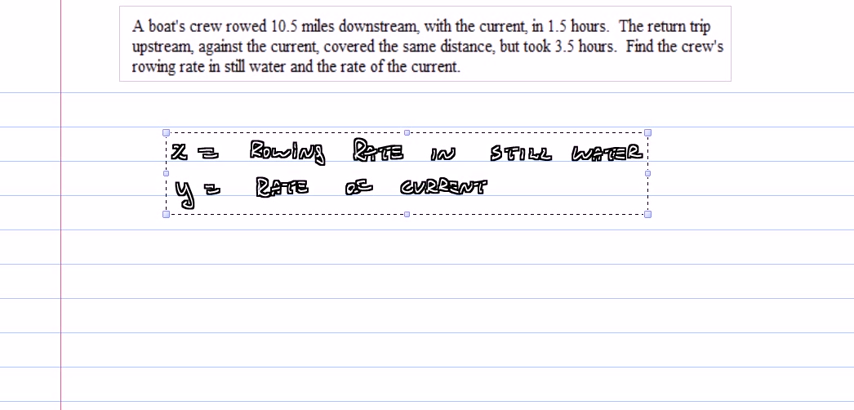 A boat's crew rowed 10.5 miles downstream, with the current, in 1.5 hours.  The return trip
upstream, against the current, covered the same distance, but took 3.5 hours.  Find the crew's
rowing rate in still water and the rate of the current.
x = ROWING RATE IN STILL WATER
y = RATE OF CURRENT